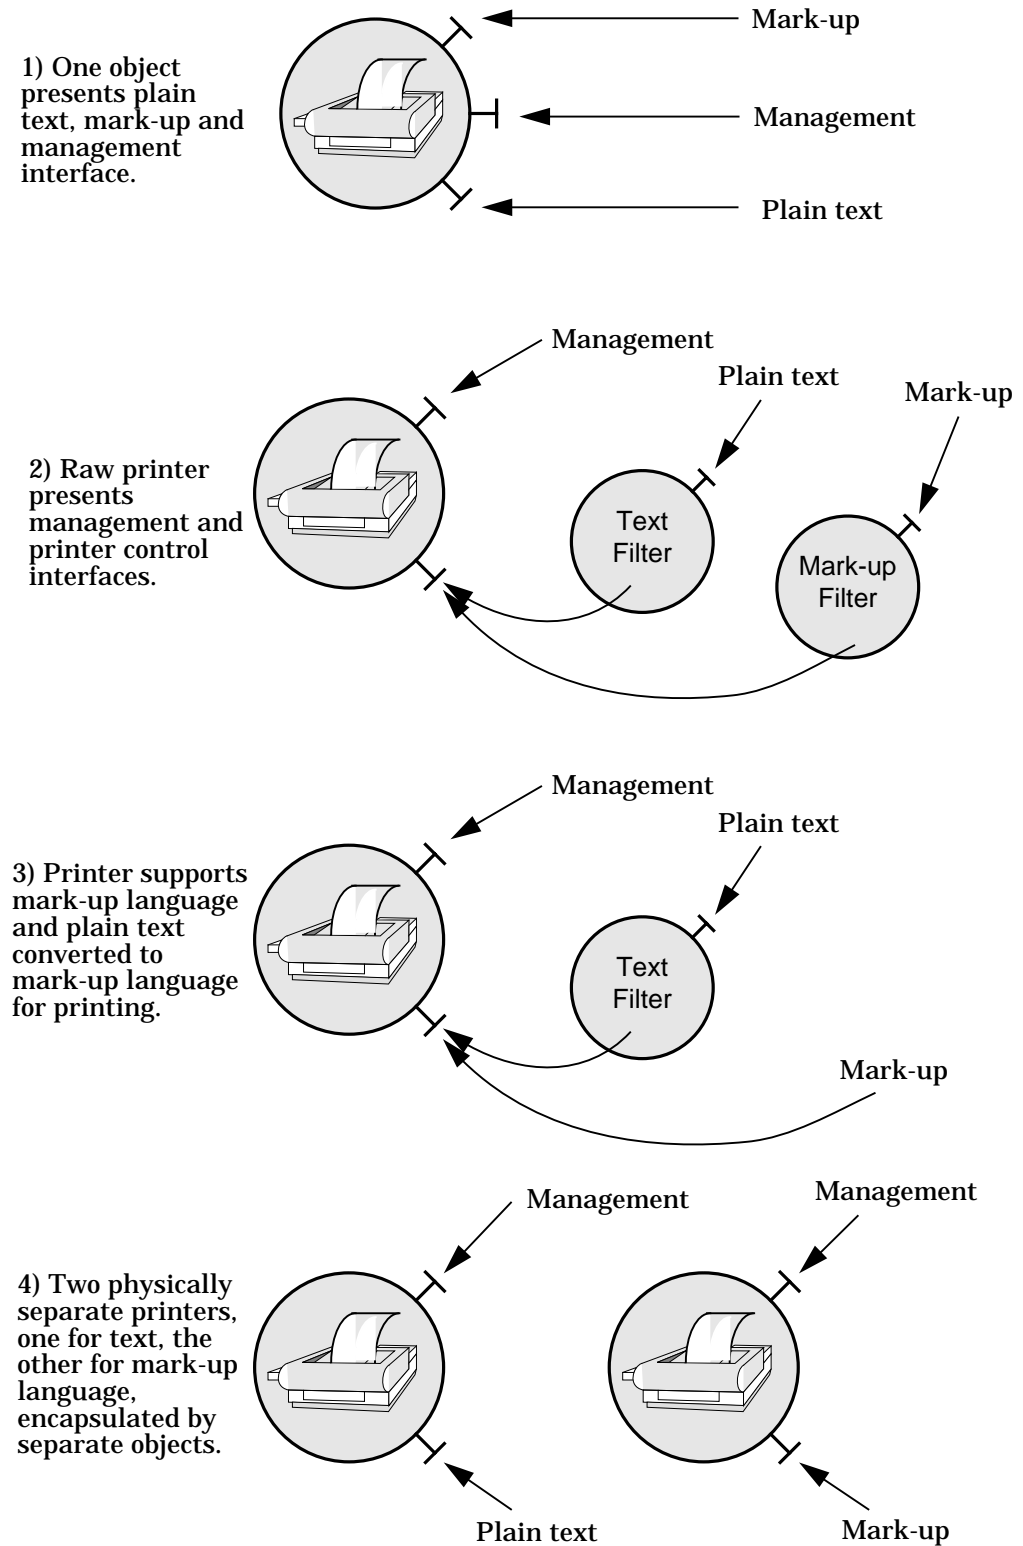 Mark-up
1) One object
presents plain
text, mark-up and
management
interface.
Management
Plain text
Management
Plain text
Mark-up
2) Raw printer
presents
management and
printer control
interfaces.
Text
Filter
Mark-up
Filter
Management
Plain text
3) Printer supports
mark-up language
and plain text
converted to
mark-up language
for printing.
Text
Filter
Mark-up
Management
Management
4) Two physically
separate printers,
one for text, the
other for mark-up
language,
encapsulated by
separate objects.
Plain text
Mark-up